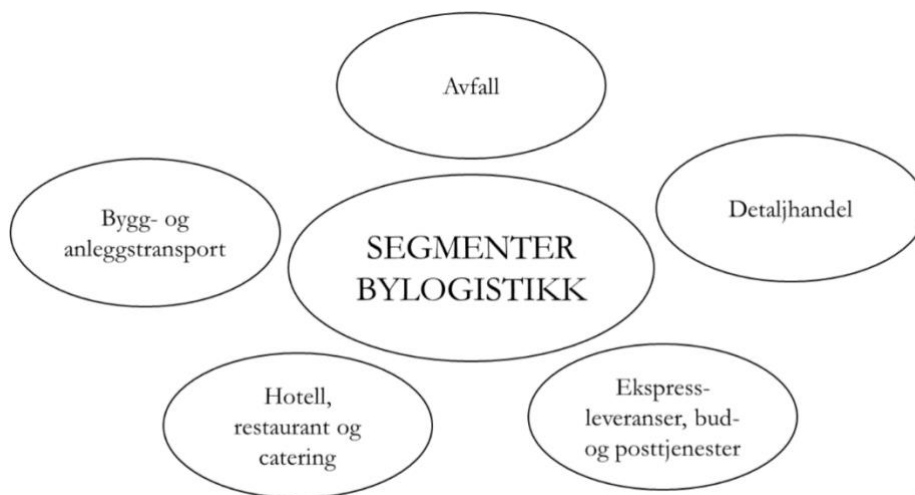 Avfall
Detaljhandel
Bygg- og
anleggstransport
SEGMENTER
BYLOGISTIKK
Hotell,
restaurant og
catering
Ekspress-
leveranser, bud-
og posttjenester